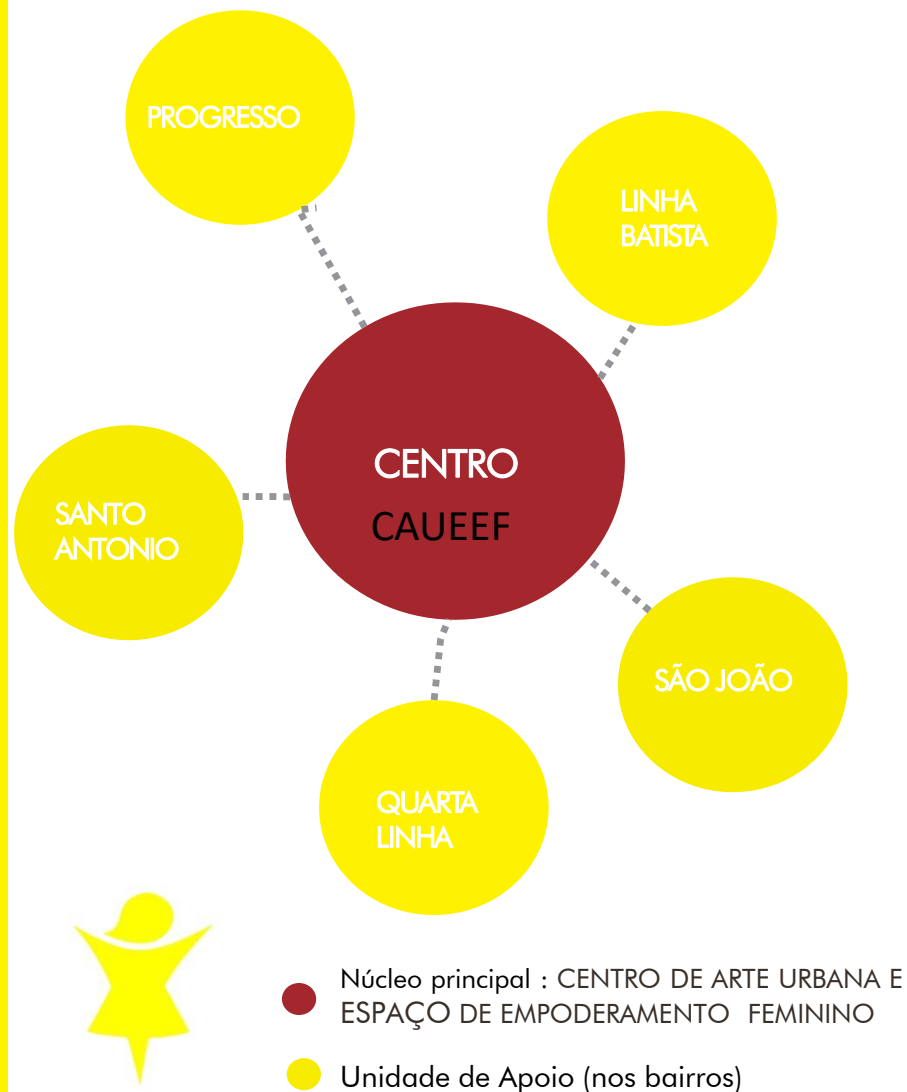 PROGRESSO
LINHA
BATISTA
CENTRO
CAUEEF
SANTO
ANTONIO
SÃO JOÃO
QUARTA
LINHA
Núcleo principal : CENTRO DE ARTE URBANA E
ESPAÇO DE EMPODERAMENTO FEMININO
Unidade de Apoio (nos bairros)